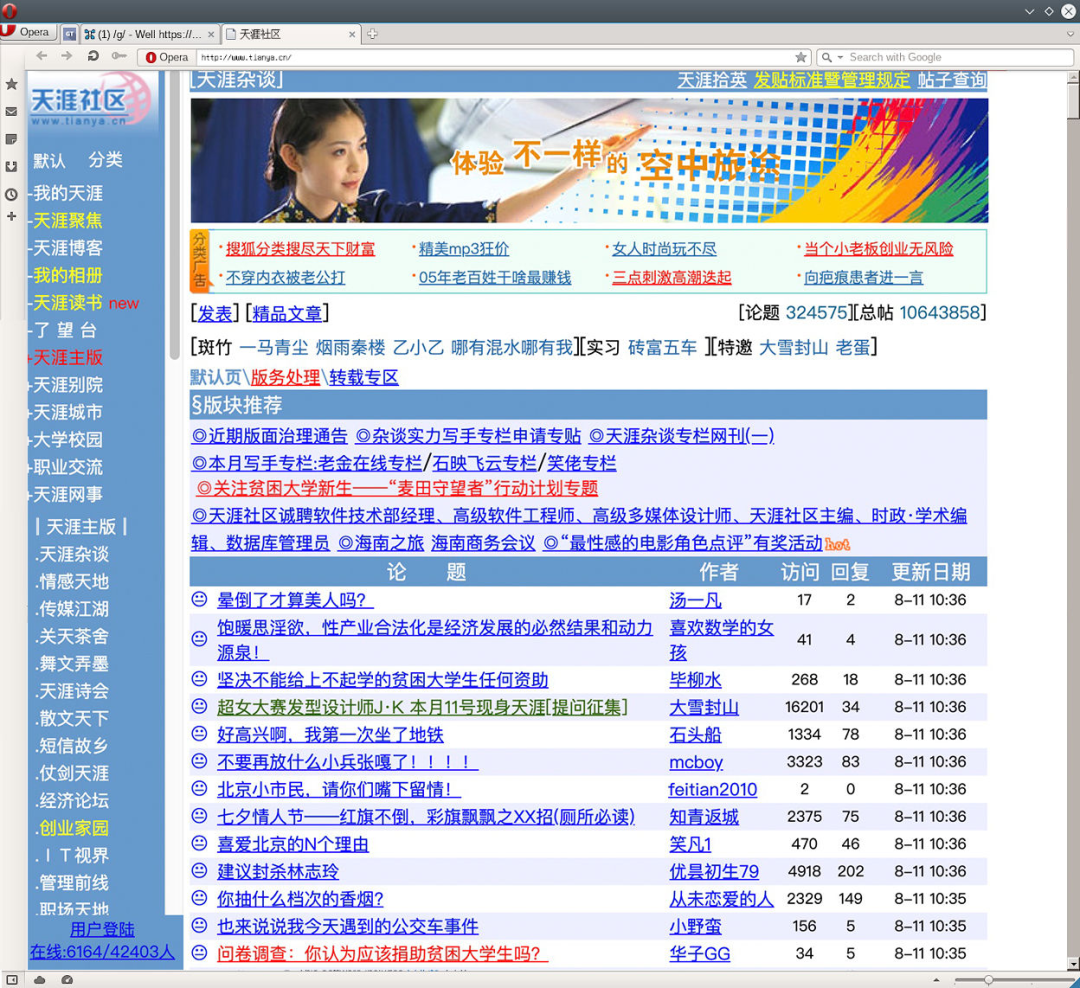 Opera
(1) /g/ - Well https://...
天涯社区
Opera
http://www.tianya.cn/
Search with Google
天涯社区
www.tianya.cn
默认 分类
-我的天涯
-天涯聚焦
-天涯博客
-我的相册
-天涯读书 new
-了 望 台
+天涯主版
+天涯别院
+天涯城市
+大学校园
+职业交流
+天涯网事
| 天涯主版 |
.天涯杂谈
.情感天地
.传媒江湖
.关天茶舍
.舞文弄墨
.天涯诗会
.散文天下
.短信故乡
.仗剑天涯
.经济论坛
.创业家园
.ＩＴ视界
.管理前线
.职场天地
用户登陆
在线:6164/42403人
[天涯杂谈] 天涯拾英 发贴标准暨管理规定 帖子查询
体验 不一样的 空中旅途
分类广告
·搜狐分类搜尽天下财富 ·精美mp3狂价 ·女人时尚玩不尽 ·当个小老板创业无风险
·不穿内衣被老公打 ·05年老百姓干啥最赚钱 ·三点刺激高潮迭起 ·向疤痕患者进一言
[发表] [精品文章] [论题 324575][总帖 10643858]
[斑竹 一马青尘 烟雨秦楼 乙小乙 哪有混水哪有我][实习 砖富五车 ][特邀 大雪封山 老蛋]
默认页\版务处理\转载专区
§版块推荐
◎近期版面治理通告 ◎杂谈实力写手专栏申请专贴 ◎天涯杂谈专栏网刊(一)
◎本月写手专栏:老金在线专栏/石映飞云专栏/笑佬专栏
◎关注贫困大学新生——“麦田守望者”行动计划专题
◎天涯社区诚聘软件技术部经理、高级软件工程师、高级多媒体设计师、天涯社区主编、时政·学术编
辑、数据库管理员 ◎海南之旅 海南商务会议 ◎“最性感的电影角色点评”有奖活动 hot
论 题 作者 访问 回复 更新日期
晕倒了才算美人吗？ 汤一凡 17 2 8-11 10:36
饱暖思淫欲，性产业合法化是经济发展的必然结果和动力
源泉！ 喜欢数学的女
孩 41 4 8-11 10:36
坚决不能给上不起学的贫困大学生任何资助 毕柳水 268 18 8-11 10:36
超女大赛发型设计师J·K 本月11号现身天涯[提问征集] 大雪封山 16201 34 8-11 10:36
好高兴啊，我第一次坐了地铁 石头船 1334 78 8-11 10:36
不要再放什么小兵张嘎了！！！！ mcboy 3323 83 8-11 10:36
北京小市民，请你们嘴下留情！ feitian2010 2 0 8-11 10:36
七夕情人节——红旗不倒，彩旗飘飘之XX招(厕所必读) 知青返城 2375 75 8-11 10:36
喜爱北京的N个理由 笑凡1 470 46 8-11 10:36
建议封杀林志玲 优昙初生79 4918 202 8-11 10:36
你抽什么档次的香烟? 从未恋爱的人 2329 149 8-11 10:35
也来说说我今天遇到的公交车事件 小野蛮 156 5 8-11 10:35
问卷调查：你认为应该捐助贫困大学生吗？ 华子GG 34 5 8-11 10:35